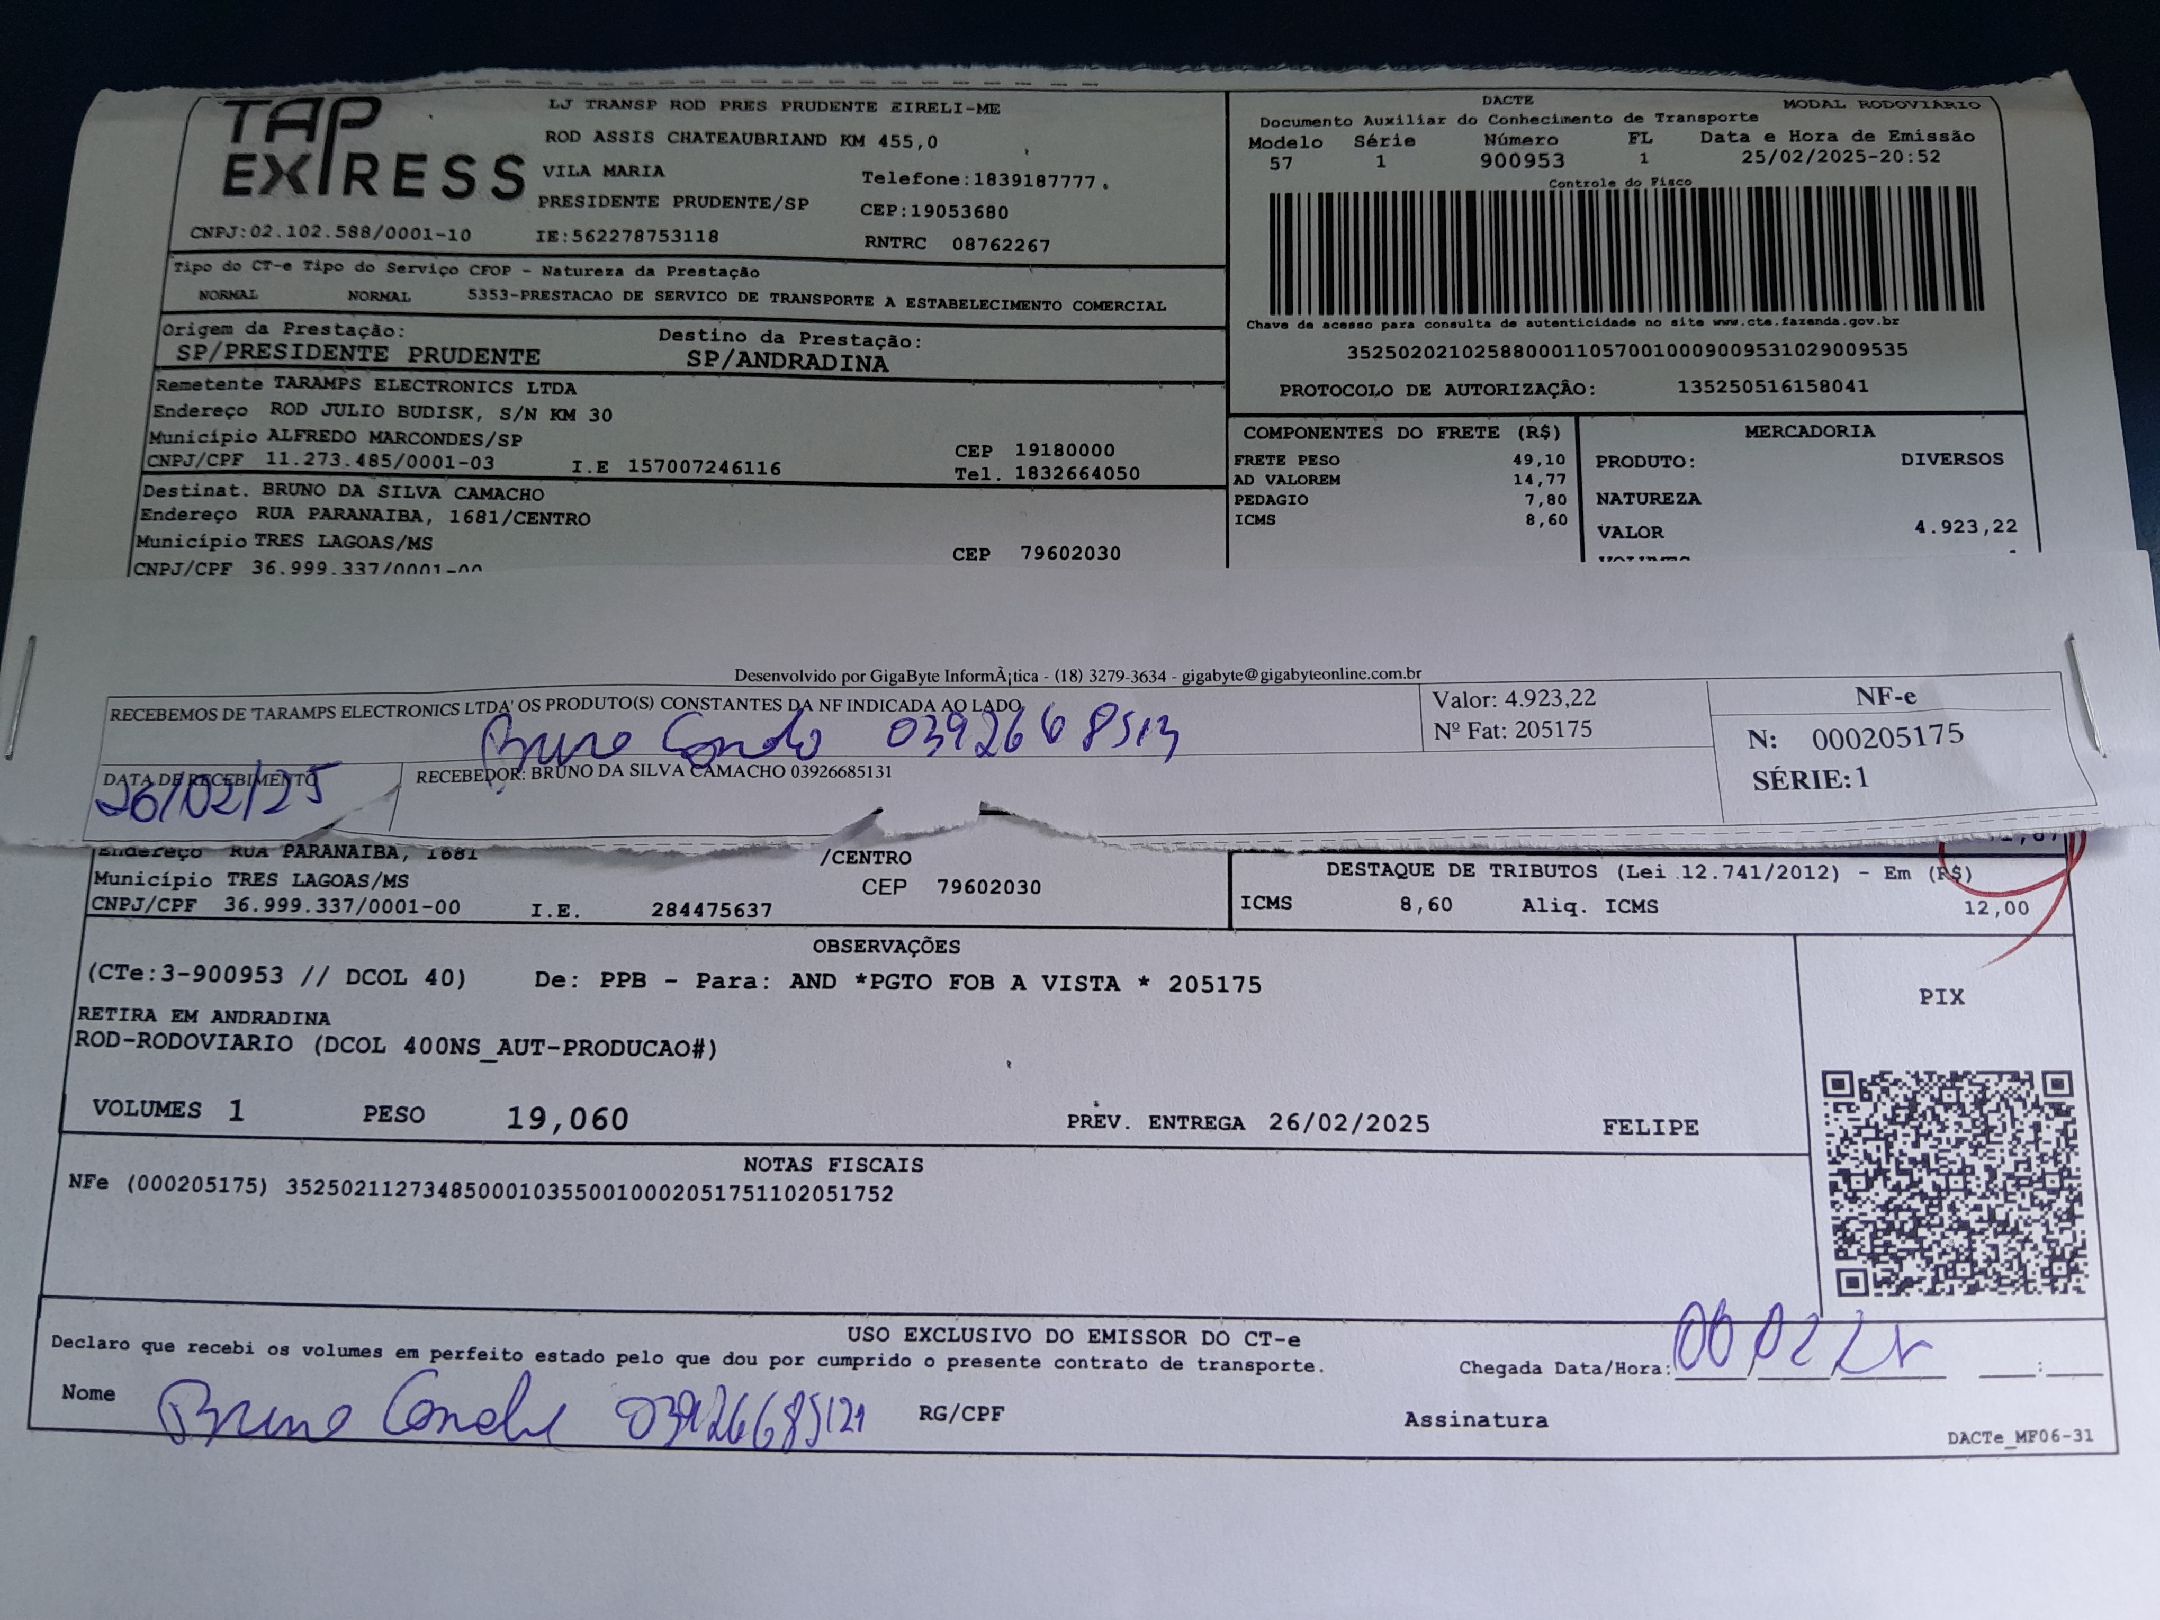 TAP EXPRESS
LJ TRANSP ROD PRES PRUDENTE EIRELI-ME
ROD ASSIS CHATEAUBRIAND KM 455,0
VILA MARIA Telefone:1839187777
PRESIDENTE PRUDENTE/SP CEP:19053680
CNPJ:02.102.588/0001-10 IE:562278753118 RNTRC 08762267
Tipo do CT-e Tipo do Serviço CFOP - Natureza da Prestação
NORMAL NORMAL 5353-PRESTACAO DE SERVICO DE TRANSPORTE A ESTABELECIMENTO COMERCIAL
Origem da Prestação: Destino da Prestação:
SP/PRESIDENTE PRUDENTE SP/ANDRADINA
Remetente TARAMPS ELECTRONICS LTDA
Endereço ROD JULIO BUDISK, S/N KM 30
Município ALFREDO MARCONDES/SP CEP 19180000
CNPJ/CPF 11.273.485/0001-03 I.E 157007246116 Tel. 1832664050
Destinat. BRUNO DA SILVA CAMACHO
Endereço RUA PARANAIBA, 1681/CENTRO
Município TRES LAGOAS/MS CEP 79602030
CNPJ/CPF 36.999.337/0001-00
DACTE MODAL RODOVIÁRIO
Documento Auxiliar do Conhecimento de Transporte
Modelo Série Número FL Data e Hora de Emissão
57 1 900953 1 25/02/2025-20:52
Controle do Fisco
Chave de acesso para consulta de autenticidade no site www.cte.fazenda.gov.br
35250202102588000110570010009009531029009535
PROTOCOLO DE AUTORIZAÇÃO: 135250516158041
COMPONENTES DO FRETE (R$)
FRETE PESO 49,10
AD VALOREM 14,77
PEDAGIO 7,80
ICMS 8,60
MERCADORIA
PRODUTO: DIVERSOS
NATUREZA
VALOR 4.923,22
Desenvolvido por GigaByte InformÃ¡tica - (18) 3279-3634 - gigabyte@gigabyteonline.com.br
RECEBEMOS DE 'TARAMPS ELECTRONICS LTDA' OS PRODUTO(S) CONSTANTES DA NF INDICADA AO LADO
Bruno
DATA DE RECEBIMENTO
26/02/25
RECEBEDOR: BRUNO DA SILVA CAMACHO 03926685131
Valor: 4.923,22
Nº Fat: 205175
NF-e
N: 000205175
SÉRIE:1
Endereço RUA PARANAIBA, 1681 /CENTRO
Município TRES LAGOAS/MS CEP 79602030
CNPJ/CPF 36.999.337/0001-00 I.E. 284475637
DESTAQUE DE TRIBUTOS (Lei 12.741/2012) - Em (R$)
ICMS 8,60 Aliq. ICMS 12,00
OBSERVAÇÕES
(CTe:3-900953 // DCOL 40) De: PPB - Para: AND *PGTO FOB A VISTA * 205175
RETIRA EM ANDRADINA
ROD-RODOVIARIO (DCOL 400NS_AUT-PRODUCAO#)
VOLUMES 1 PESO 19,060 PREV. ENTREGA 26/02/2025 FELIPE
PIX
NOTAS FISCAIS
NFe (000205175) 35250211273485000103550010002051751102051752
USO EXCLUSIVO DO EMISSOR DO CT-e
Declaro que recebi os volumes em perfeito estado pelo que dou por cumprido o presente contrato de transporte.
Chegada Data/Hora:
Nome Bruno RG/CPF Assinatura
DACTe_MF06-31